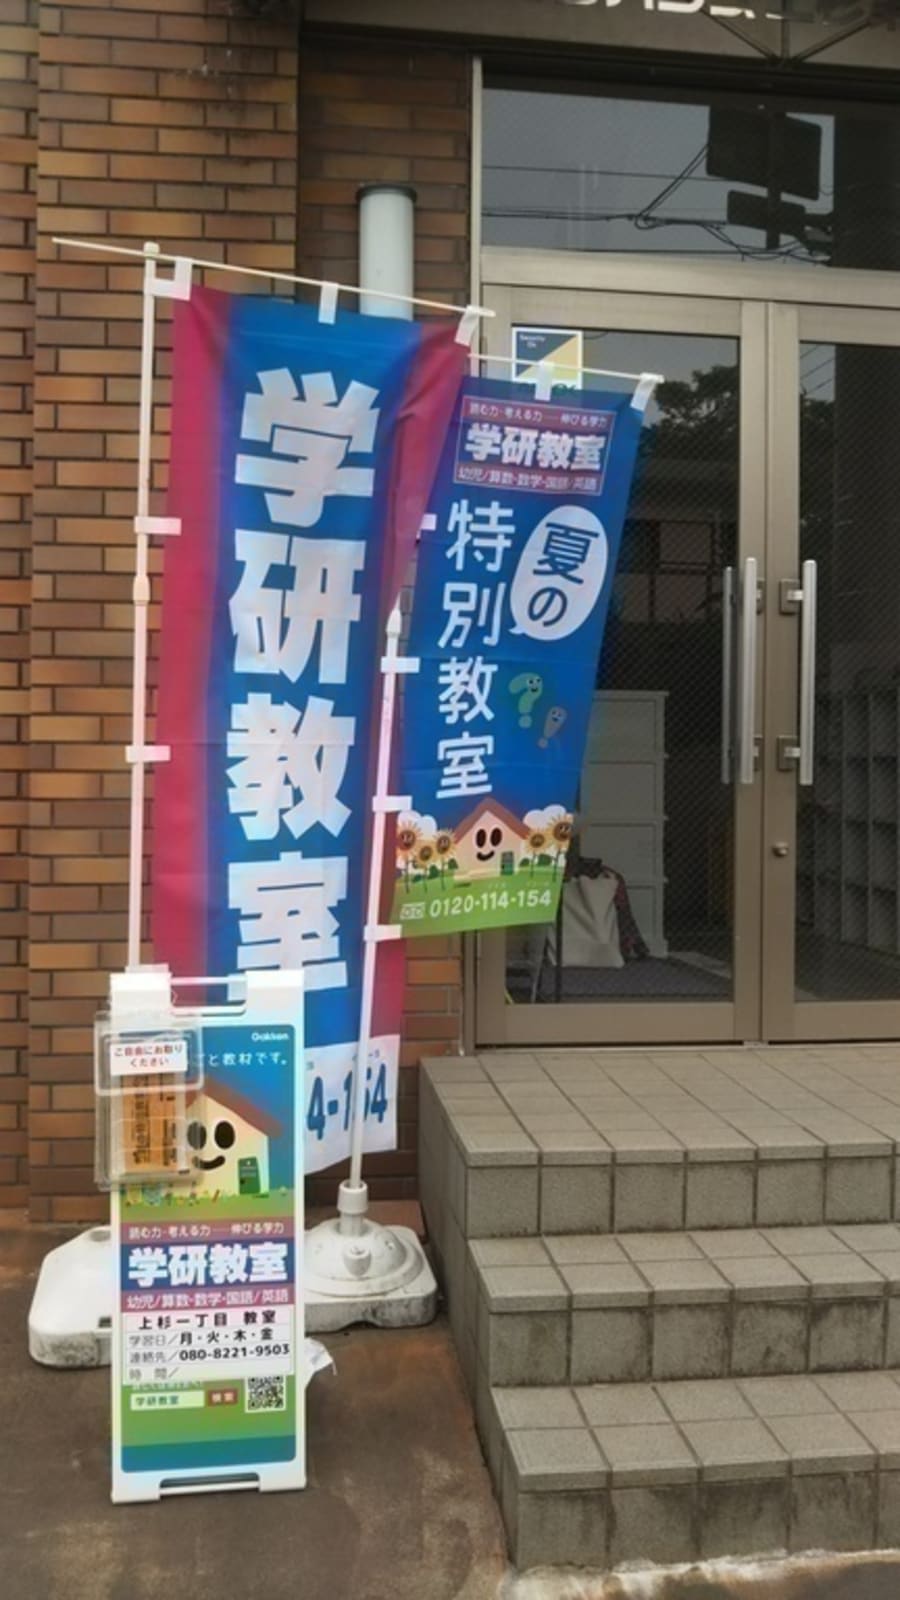 学研教室
4-154
読む力・考える力——伸びる学力
学研教室
幼児/算数・数学・国語/英語
夏の
特別教室
0120-114-154
Security
Gakken
ご自由にお取り
ください
ごと教材です。
読む力・考える力——伸びる学力
学研教室
幼児/算数・数学・国語/英語
上杉一丁目 教室
学習日/月・火・木・金
連絡先/080-8221-9503
時 間/
学研教室 検索